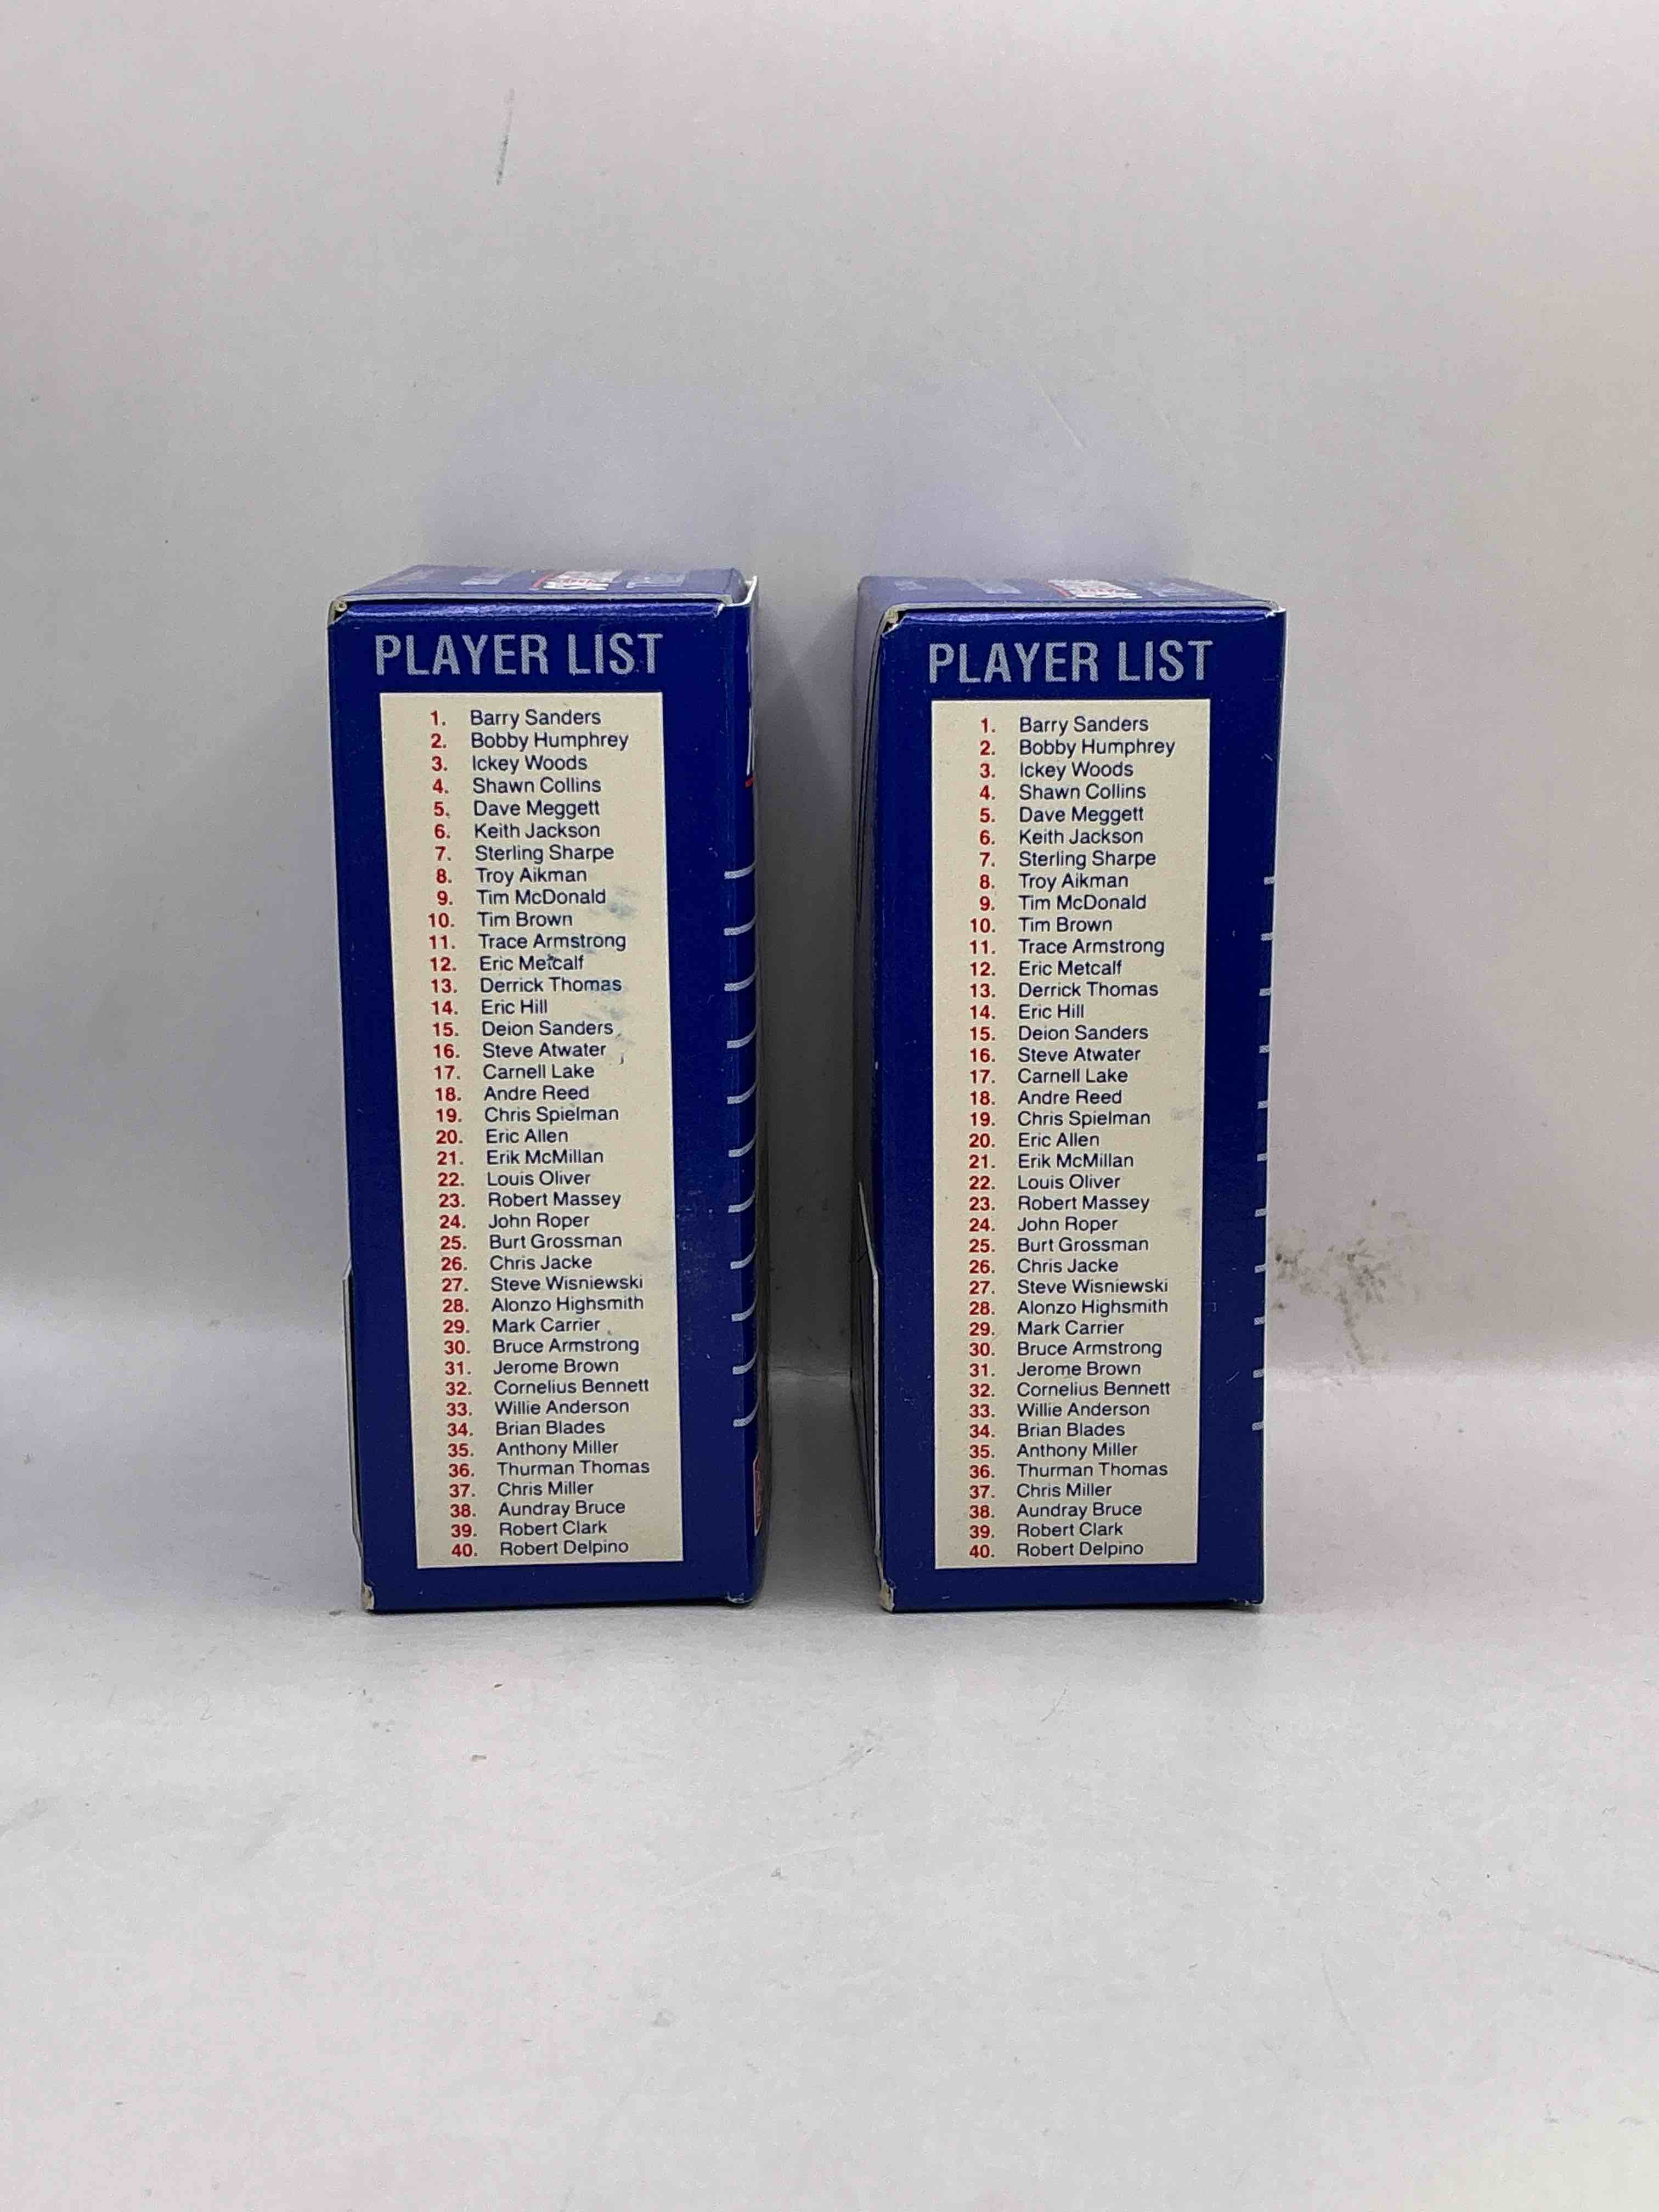 PLAYER LIST
1. Barry Sanders
2. Bobby Humphrey
3. Ickey Woods
4. Shawn Collins
5. Dave Meggett
6. Keith Jackson
7. Sterling Sharpe
8. Troy Aikman
9. Tim McDonald
10. Tim Brown
11. Trace Armstrong
12. Eric Metcalf
13. Derrick Thomas
14. Eric Hill
15. Deion Sanders
16. Steve Atwater
17. Carnell Lake
18. Andre Reed
19. Chris Spielman
20. Eric Allen
21. Erik McMillan
22. Louis Oliver
23. Robert Massey
24. John Roper
25. Burt Grossman
26. Chris Jacke
27. Steve Wisniewski
28. Alonzo Highsmith
29. Mark Carrier
30. Bruce Armstrong
31. Jerome Brown
32. Cornelius Bennett
33. Willie Anderson
34. Brian Blades
35. Anthony Miller
36. Thurman Thomas
37. Chris Miller
38. Aundray Bruce
39. Robert Clark
40. Robert Delpino
PLAYER LIST
1. Barry Sanders
2. Bobby Humphrey
3. Ickey Woods
4. Shawn Collins
5. Dave Meggett
6. Keith Jackson
7. Sterling Sharpe
8. Troy Aikman
9. Tim McDonald
10. Tim Brown
11. Trace Armstrong
12. Eric Metcalf
13. Derrick Thomas
14. Eric Hill
15. Deion Sanders
16. Steve Atwater
17. Carnell Lake
18. Andre Reed
19. Chris Spielman
20. Eric Allen
21. Erik McMillan
22. Louis Oliver
23. Robert Massey
24. John Roper
25. Burt Grossman
26. Chris Jacke
27. Steve Wisniewski
28. Alonzo Highsmith
29. Mark Carrier
30. Bruce Armstrong
31. Jerome Brown
32. Cornelius Bennett
33. Willie Anderson
34. Brian Blades
35. Anthony Miller
36. Thurman Thomas
37. Chris Miller
38. Aundray Bruce
39. Robert Clark
40. Robert Delpino